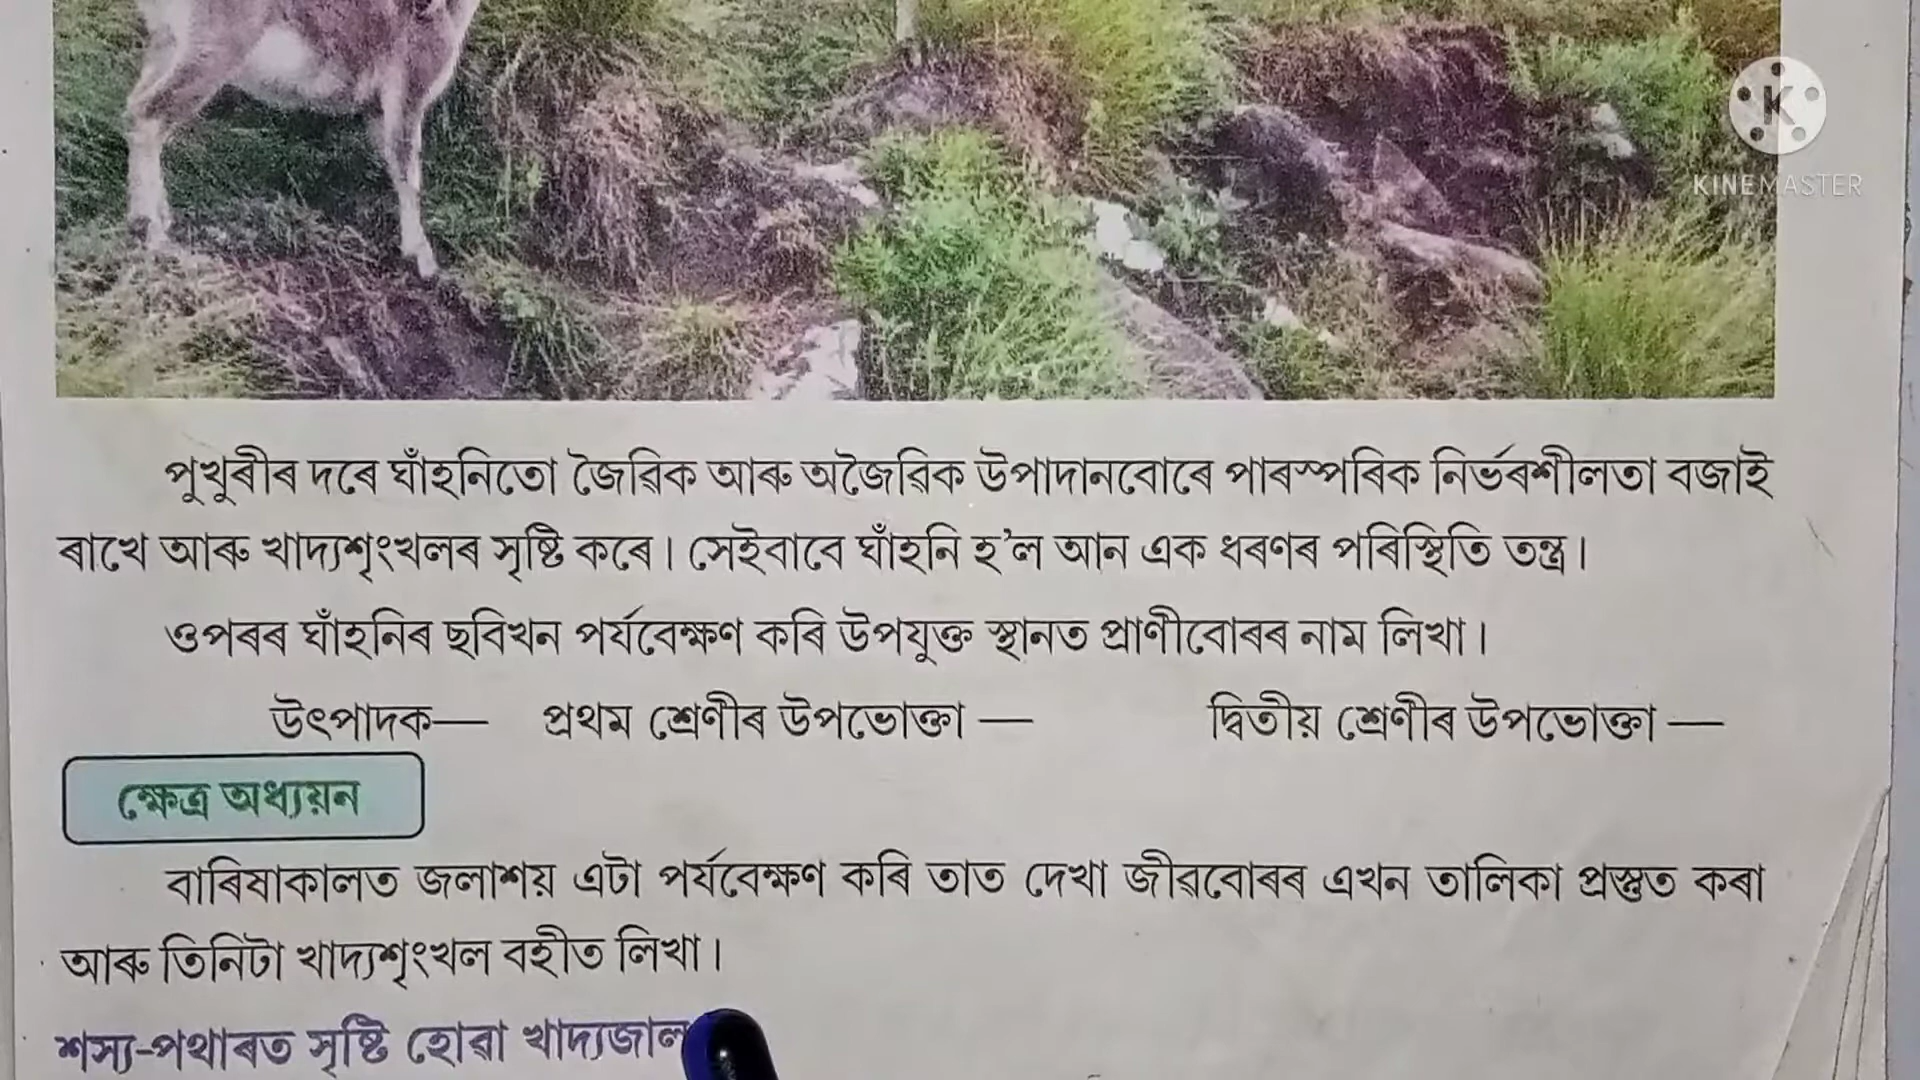 KINEMASTER
পুখুৰীৰ দৰে ঘাঁহনিতো জৈৱিক আৰু অজৈৱিক উপাদানবোৰে পাৰস্পৰিক নিৰ্ভৰশীলতা বজাই
ৰাখে আৰু খাদ্যশৃংখলৰ সৃষ্টি কৰে। সেইবাবে ঘাঁহনি হ'ল আন এক ধৰণৰ পৰিস্থিতি তন্ত্ৰ।
ওপৰৰ ঘাঁহনিৰ ছবিখন পৰ্যবেক্ষণ কৰি উপযুক্ত স্থানত প্ৰাণীবোৰৰ নাম লিখা।
উৎপাদক— প্ৰথম শ্ৰেণীৰ উপভোক্তা — দ্বিতীয় শ্ৰেণীৰ উপভোক্তা —
ক্ষেত্ৰ অধ্যয়ন
বাৰিষাকালত জলাশয় এটা পৰ্যবেক্ষণ কৰি তাত দেখা জীৱবোৰৰ এখন তালিকা প্ৰস্তুত কৰা
আৰু তিনিটা খাদ্যশৃংখল বহীত লিখা।
শস্য-পথাৰত সৃষ্টি হোৱা খাদ্যজাল